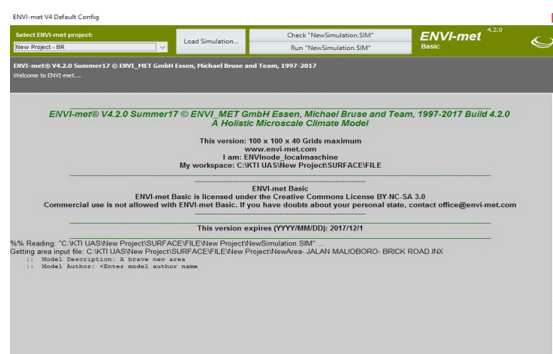 ENVI-met V4 Default Config
Select ENVI-met project:
New Project - BR
Load Simulation...
Check "NewSimulation.SIM"
Run "NewSimulation.SIM"
ENVI-met 4.2.0
Basic
ENVI-met® V4.2.0 Summer17 © ENVI_MET GmbH Essen, Michael Bruse and Team, 1997-2017
Welcome to ENVI-met...
ENVI-met® V4.2.0 Summer17 © ENVI_MET GmbH Essen, Michael Bruse and Team, 1997-2017 Build 4.2.0
A Holistic Microscale Climate Model
This version: 100 x 100 x 40 Grids maximum
www.envi-met.com
I am: ENVInode_localmaschine
My workspace: C:\KTI UAS\New Project\SURFACE\FILE
ENVI-met Basic
ENVI-met Basic is licensed under the Creative Commons License BY-NC-SA 3.0
Commercial use is not allowed with ENVI-met Basic. If you have doubts about your personal state, contact office@envi-met.com
This version expires (YYYY/MM/DD): 2017/12/1
%% Reading: "C:\KTI UAS\New Project\SURFACE\FILE\New Project\NewSimulation.SIM" ...
Getting area input file: C:\KTI UAS\New Project\SURFACE\FILE\New Project\NewArea- JALAN MALIOBORO- BRICK ROAD.INX
:: Model Description: A brave new area
:: Model Author: <Enter model author name